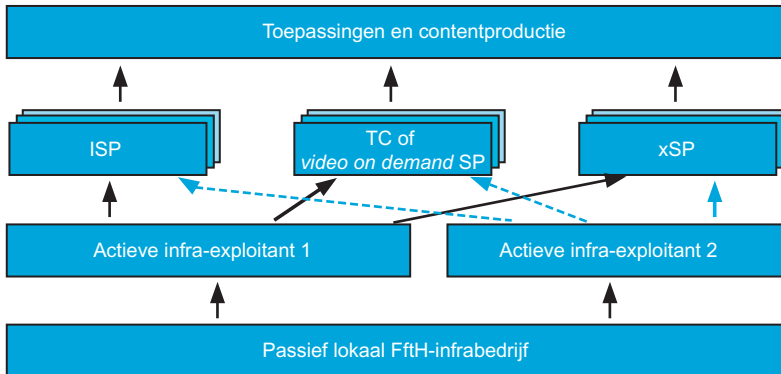 Toepassingen en contentproductie
ISP
TC of
video on demand SP
xSP
Actieve infra-exploitant 1
Actieve infra-exploitant 2
Passief lokaal FftH-infrabedrijf